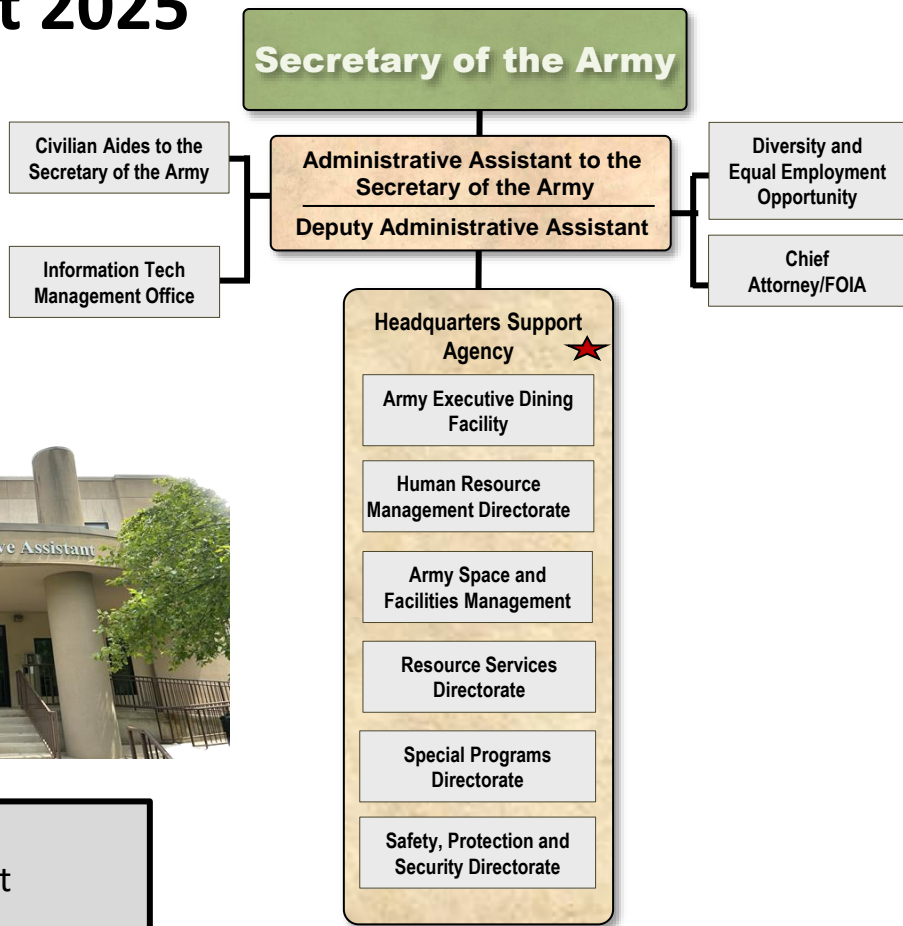 t 2025
Secretary of the Army
Civilian Aides to the
Secretary of the Army
Administrative Assistant to the
Secretary of the Army
Deputy Administrative Assistant
Diversity and
Equal Employment
Opportunity
Information Tech
Management Office
Chief
Attorney/FOIA
Headquarters Support
Agency
Army Executive Dining
Facility
Human Resource
Management Directorate
Army Space and
Facilities Management
Resource Services
Directorate
Special Programs
Directorate
Safety, Protection and
Security Directorate
ve Assistant
t